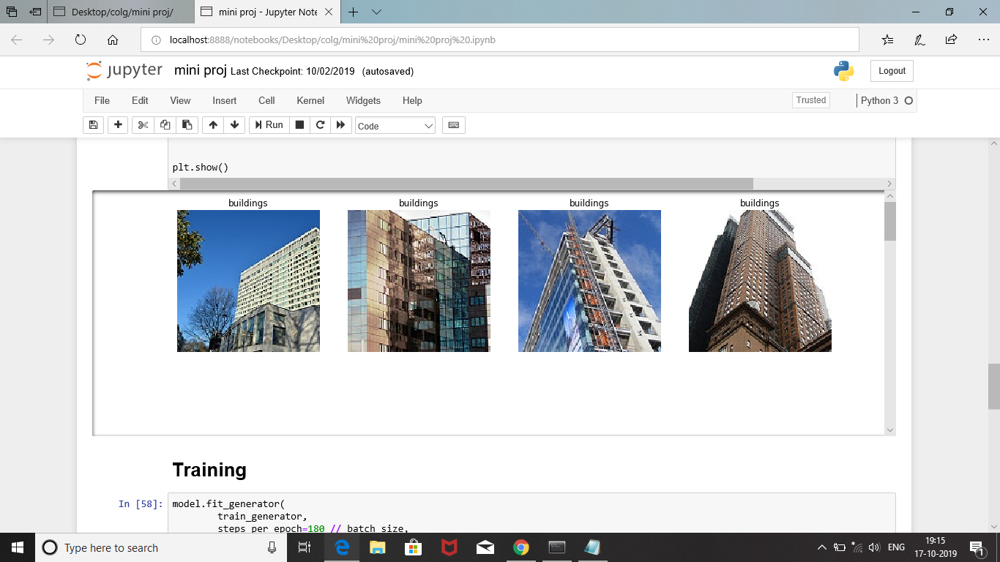 Desktop/colg/mini proj/
mini proj - Jupyter Note
localhost:8888/notebooks/Desktop/colg/mini%20proj/mini%20proj%20.ipynb
jupyter mini proj Last Checkpoint: 10/02/2019 (autosaved)
Logout
File Edit View Insert Cell Kernel Widgets Help
Trusted Python 3
Run Code
plt.show()
buildings buildings buildings buildings
Training
In [58]: model.fit_generator(
train_generator,
steps_per_epoch=180 // batch_size,
Type here to search
ENG
19:15
17-10-2019
1